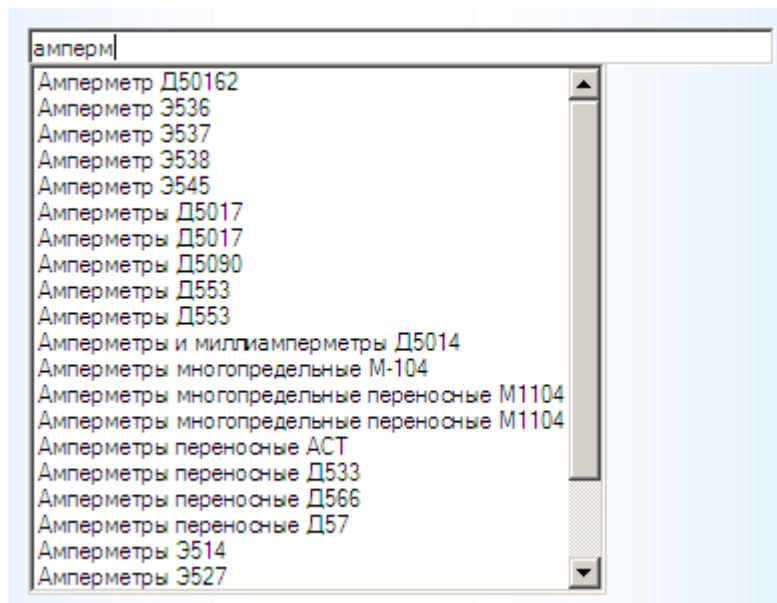 амперм
Амперметр Д50162
Амперметр Э536
Амперметр Э537
Амперметр Э538
Амперметр Э545
Амперметры Д5017
Амперметры Д5017
Амперметры Д5090
Амперметры Д553
Амперметры Д553
Амперметры и миллиамперметры Д5014
Амперметры многопредельные М-104
Амперметры многопредельные переносные М1104
Амперметры многопредельные переносные М1104
Амперметры переносные АСТ
Амперметры переносные Д533
Амперметры переносные Д566
Амперметры переносные Д57
Амперметры Э514
Амперметры Э527